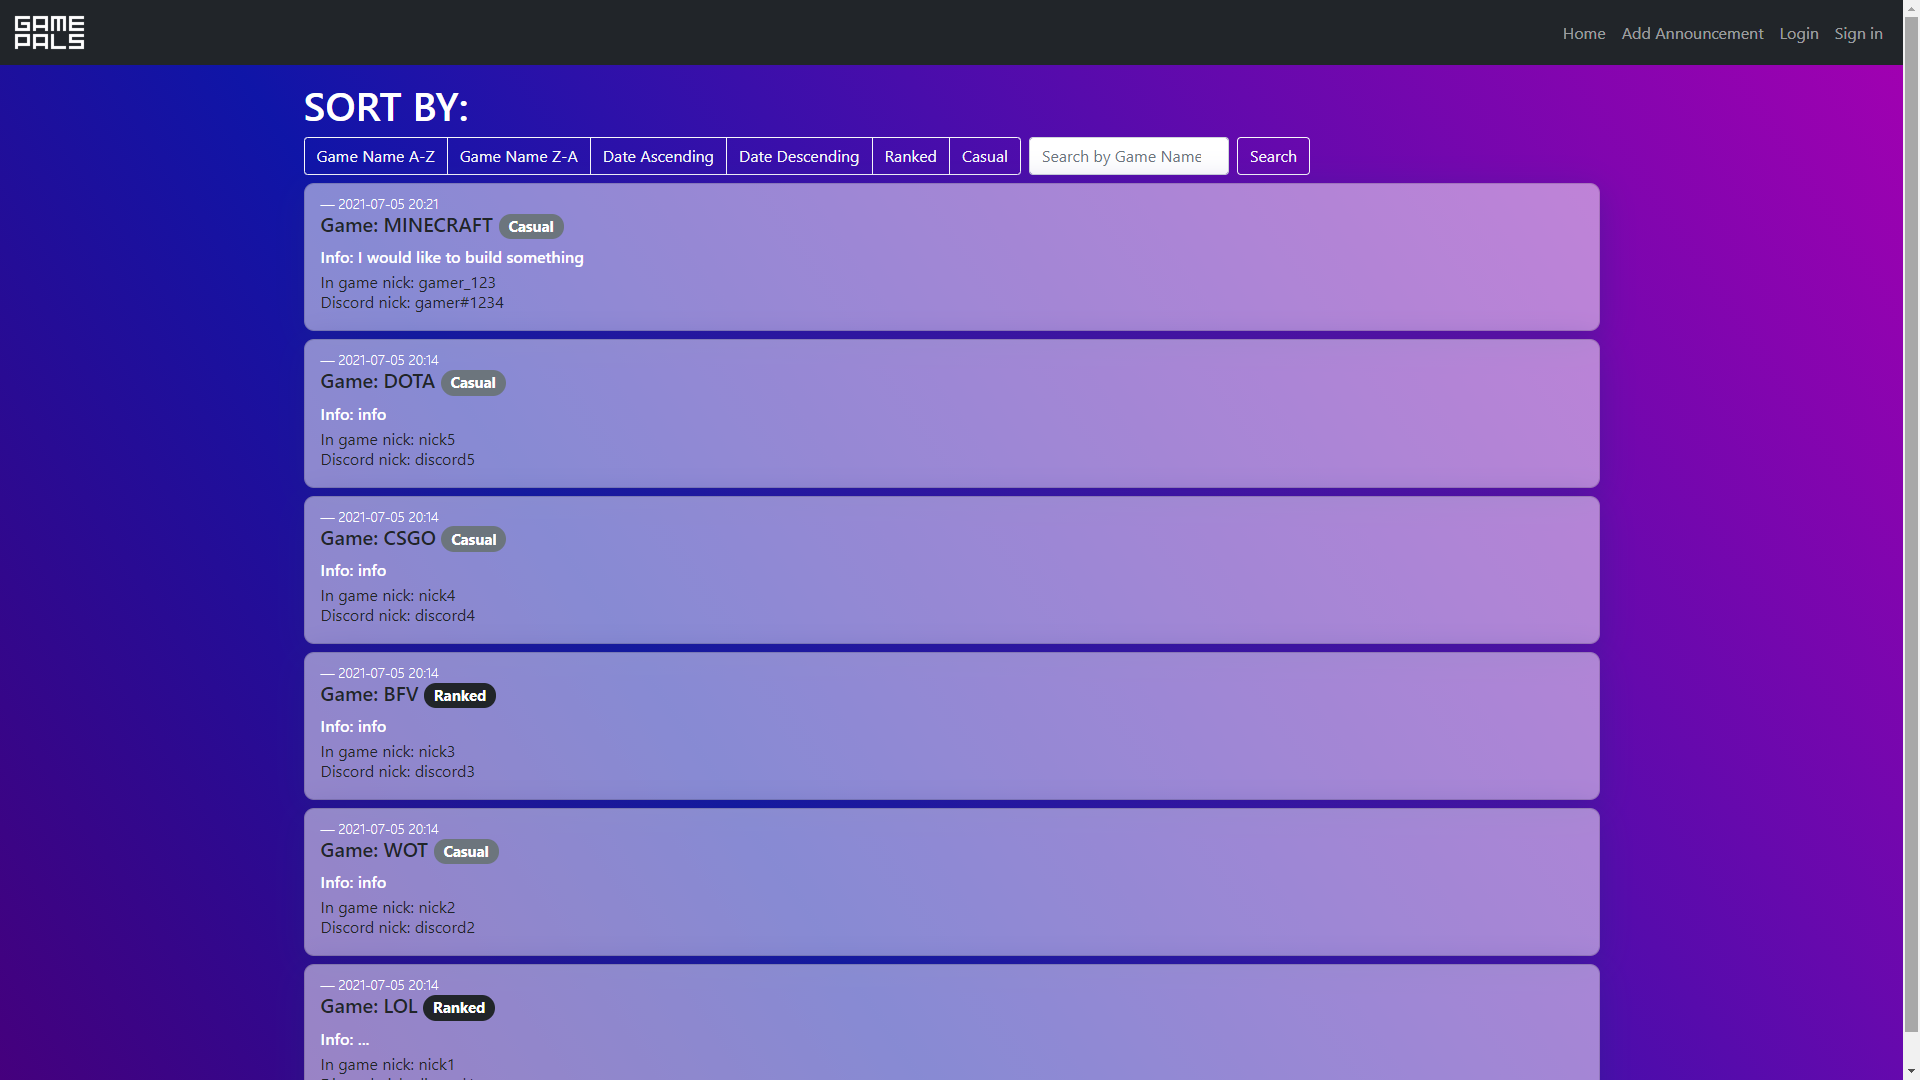 GAME
PALS
Home Add Announcement Login Sign in
SORT BY:
Game Name A-Z Game Name Z-A Date Ascending Date Descending Ranked Casual Search by Game Name Search
— 2021-07-05 20:21
Game: MINECRAFT Casual
Info: I would like to build something
In game nick: gamer_123
Discord nick: gamer#1234
— 2021-07-05 20:14
Game: DOTA Casual
Info: info
In game nick: nick5
Discord nick: discord5
— 2021-07-05 20:14
Game: CSGO Casual
Info: info
In game nick: nick4
Discord nick: discord4
— 2021-07-05 20:14
Game: BFV Ranked
Info: info
In game nick: nick3
Discord nick: discord3
— 2021-07-05 20:14
Game: WOT Casual
Info: info
In game nick: nick2
Discord nick: discord2
— 2021-07-05 20:14
Game: LOL Ranked
Info: ...
In game nick: nick1